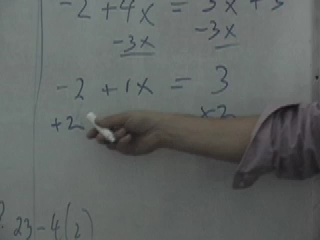 -2 +4x = 3x +3
-3x -3x
-2 +1x = 3
+2 +2
23-4(2)